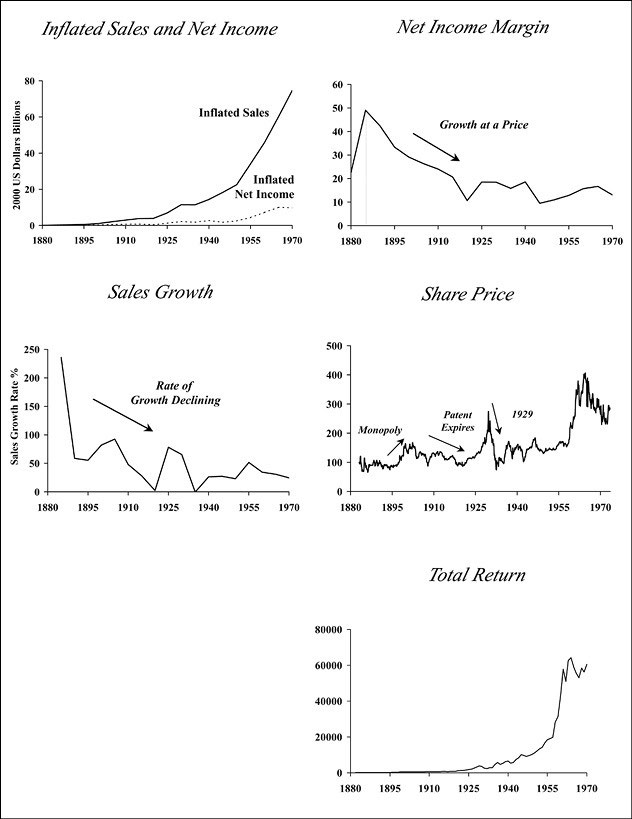 Inflated Sales and Net Income
80
60
40
20
0
2000 US Dollars Billions
Inflated Sales
Inflated
Net Income
1880 1895 1910 1925 1940 1955 1970
Net Income Margin
60
50
40
30
20
10
0
Growth at a Price
1880 1895 1910 1925 1940 1955 1970
Sales Growth
250
200
150
100
50
0
Sales Growth Rate %
Rate of
Growth Declining
1880 1895 1910 1925 1940 1955 1970
Share Price
500
400
300
200
100
0
Monopoly
Patent
Expires
1929
1880 1895 1910 1925 1940 1955 1970
Total Return
80000
60000
40000
20000
0
1880 1895 1910 1925 1940 1955 1970